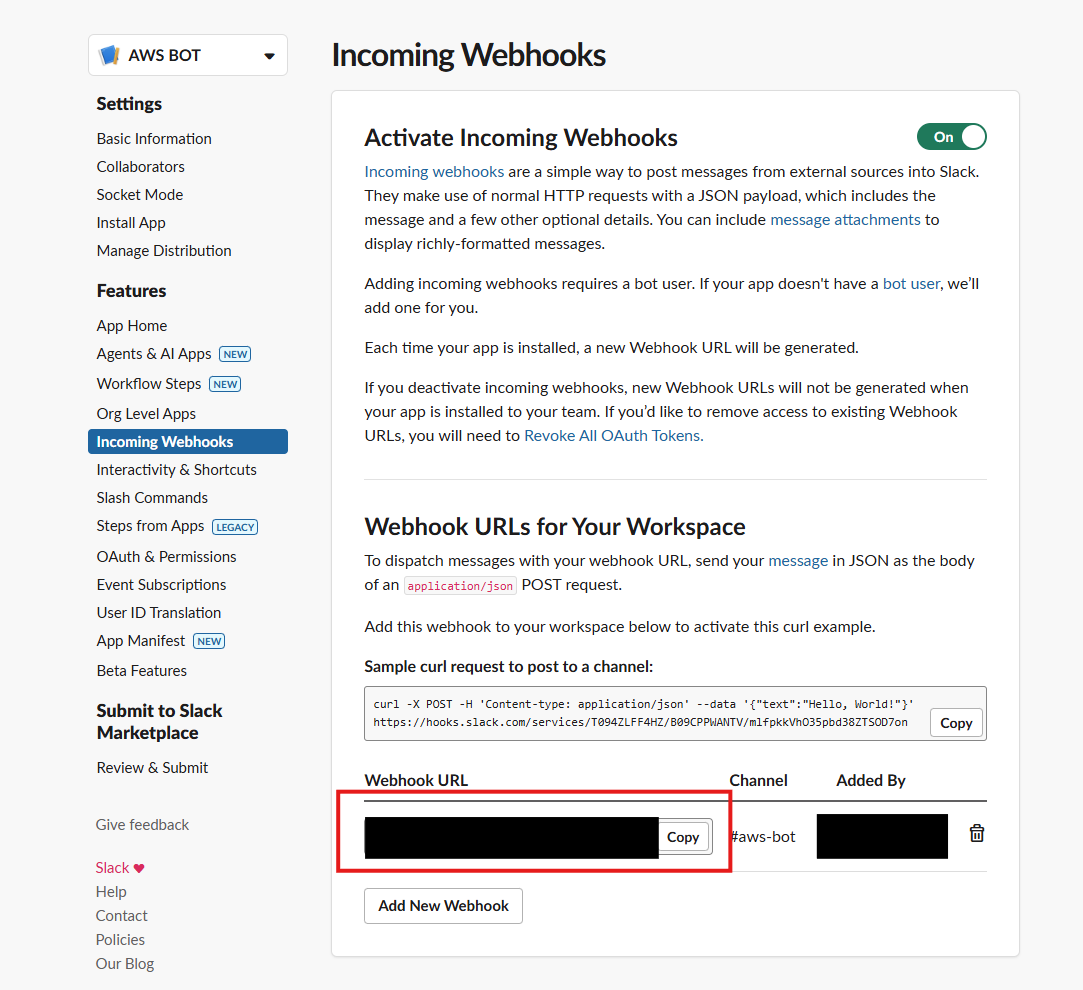 AWS BOT
Settings
Basic Information
Collaborators
Socket Mode
Install App
Manage Distribution
Features
App Home
Agents & AI Apps NEW
Workflow Steps NEW
Org Level Apps
Incoming Webhooks
Interactivity & Shortcuts
Slash Commands
Steps from Apps LEGACY
OAuth & Permissions
Event Subscriptions
User ID Translation
App Manifest NEW
Beta Features
Submit to Slack
Marketplace
Review & Submit
Give feedback
Slack
Help
Contact
Policies
Our Blog
Incoming Webhooks
Activate Incoming Webhooks
On
Incoming webhooks are a simple way to post messages from external sources into Slack.
They make use of normal HTTP requests with a JSON payload, which includes the
message and a few other optional details. You can include message attachments to
display richly-formatted messages.
Adding incoming webhooks requires a bot user. If your app doesn't have a bot user, we’ll
add one for you.
Each time your app is installed, a new Webhook URL will be generated.
If you deactivate incoming webhooks, new Webhook URLs will not be generated when
your app is installed to your team. If you’d like to remove access to existing Webhook
URLs, you will need to Revoke All OAuth Tokens.
Webhook URLs for Your Workspace
To dispatch messages with your webhook URL, send your message in JSON as the body
of an application/json POST request.
Add this webhook to your workspace below to activate this curl example.
Sample curl request to post to a channel:
curl -X POST -H 'Content-type: application/json' --data '{"text":"Hello, World!"}'
https://hooks.slack.com/services/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
Copy
Webhook URL Channel Added By
Copy #aws-bot
Add New Webhook